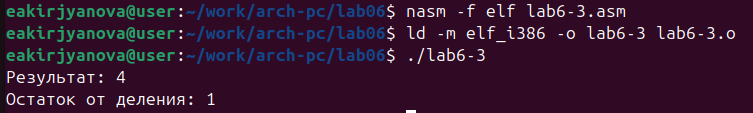 eakirjyanova@user:~/work/arch-pc/lab06$ nasm -f elf lab6-3.asm
eakirjyanova@user:~/work/arch-pc/lab06$ ld -m elf_i386 -o lab6-3 lab6-3.o
eakirjyanova@user:~/work/arch-pc/lab06$ ./lab6-3
Результат: 4
Остаток от деления: 1